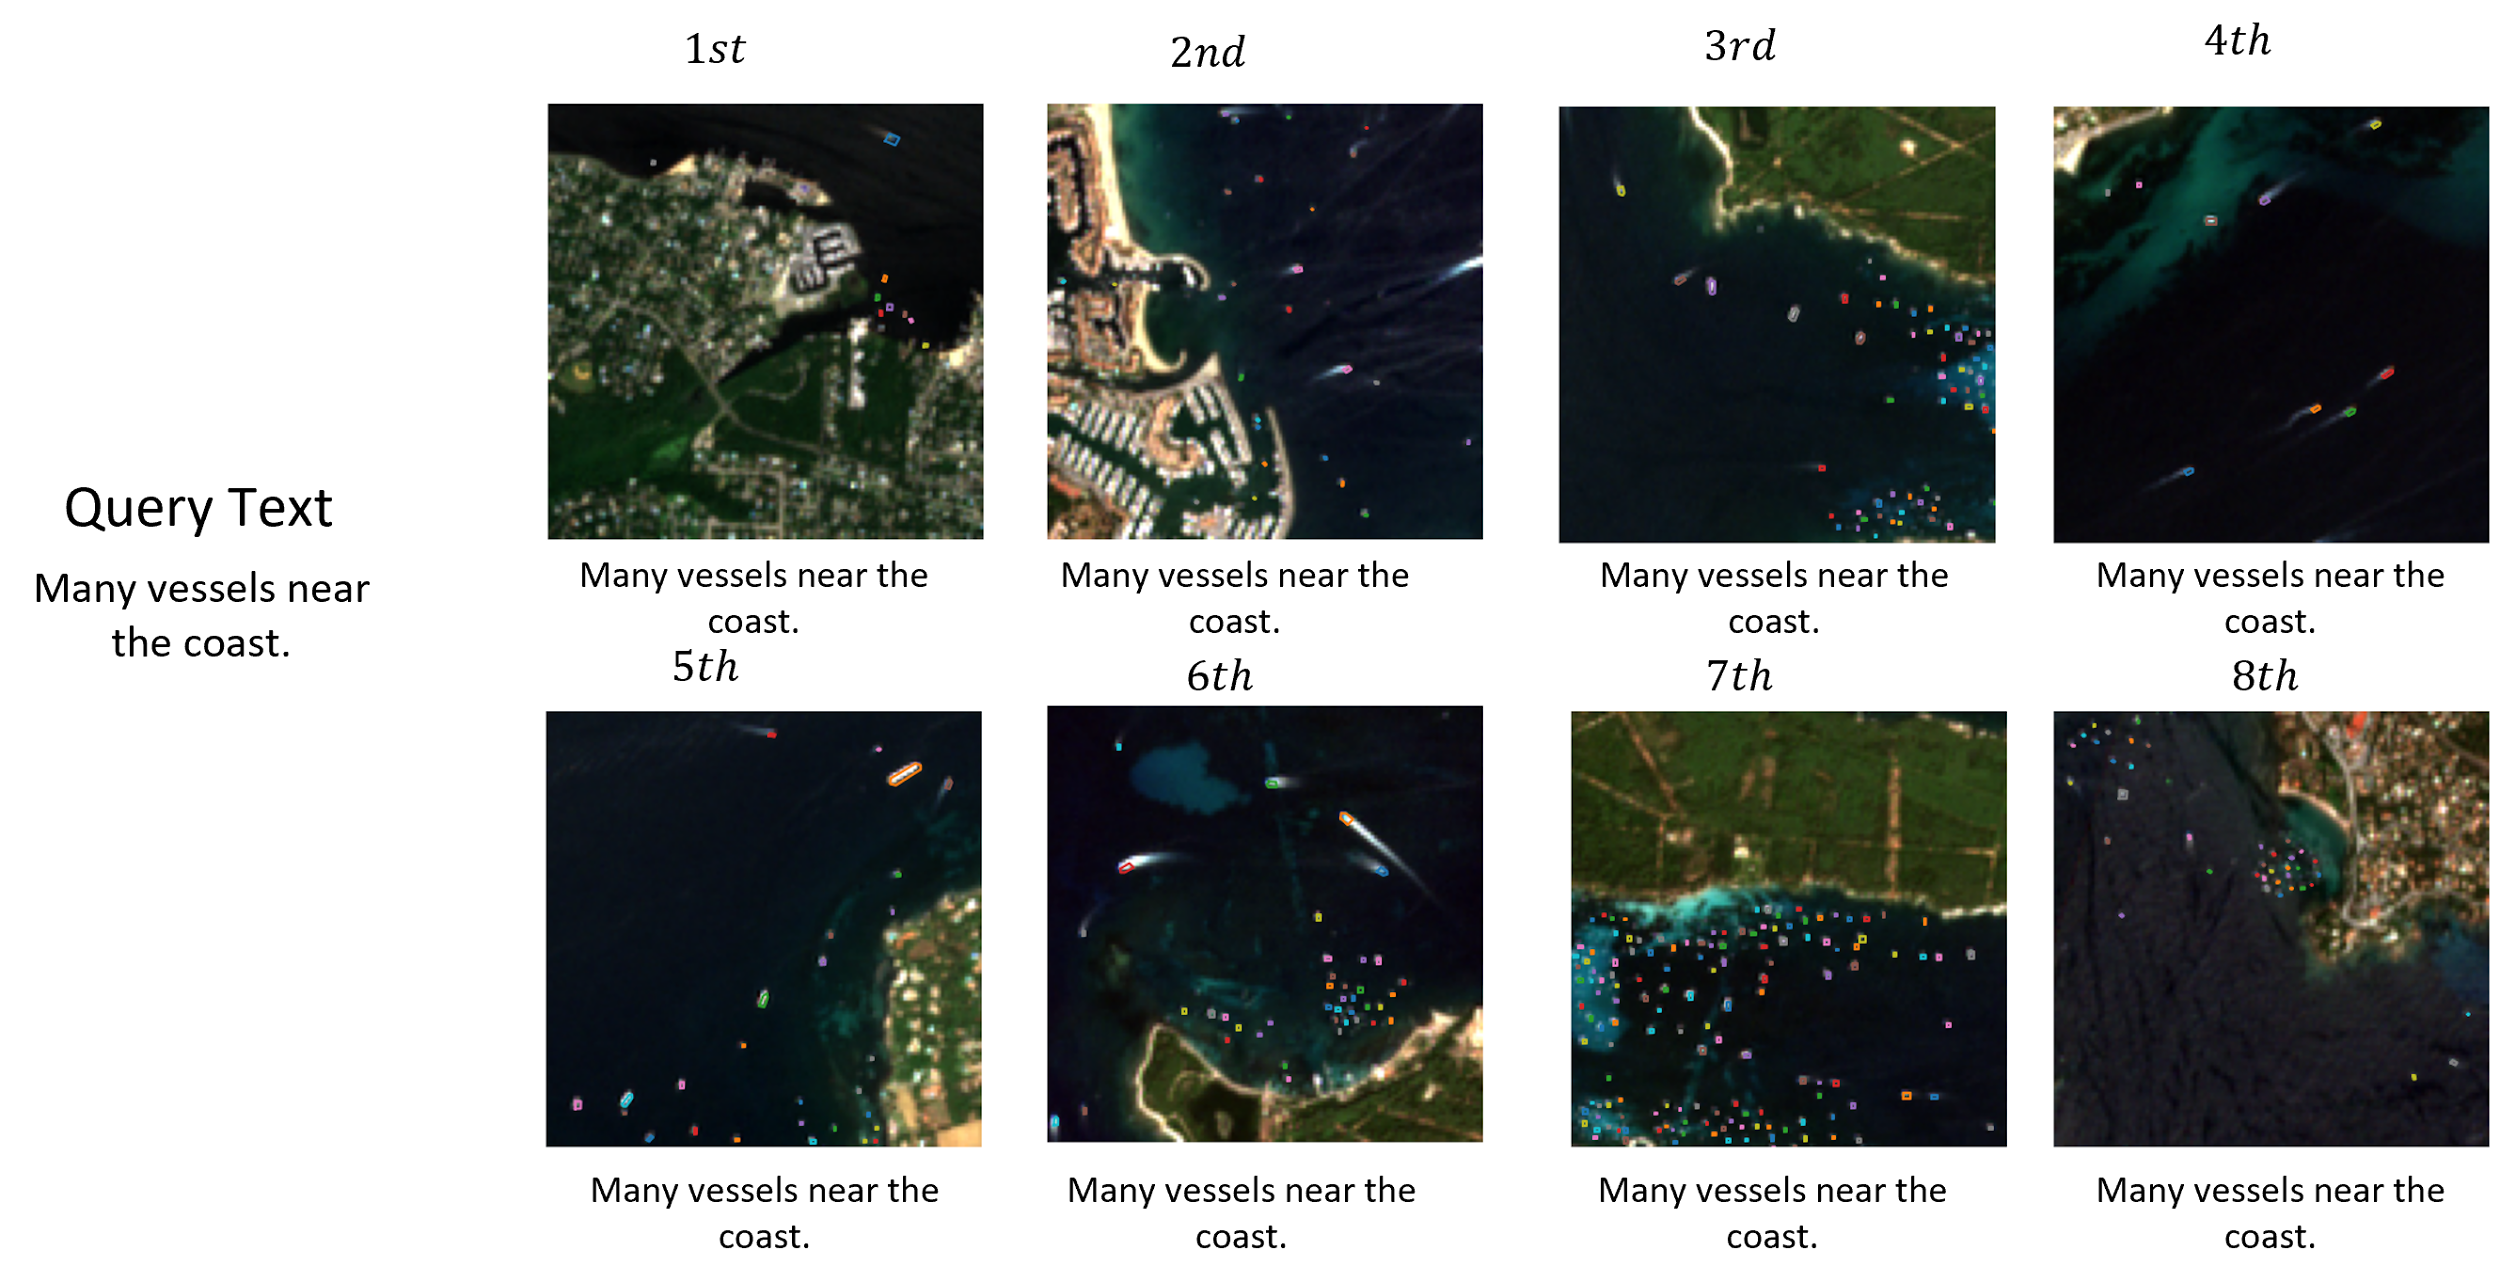 1st
2nd
3rd
4th
Query Text
Many vessels near
the coast.
Many vessels near the
coast.
Many vessels near the
coast.
Many vessels near the
coast.
Many vessels near the
coast.
5th
6th
7th
8th
Many vessels near the
coast.
Many vessels near the
coast.
Many vessels near the
coast.
Many vessels near the
coast.